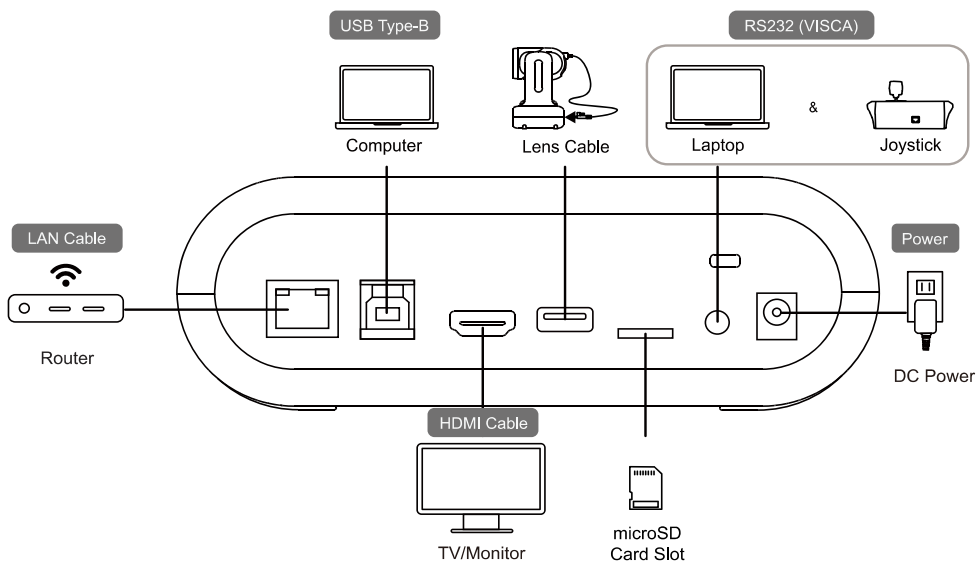 USB Type-B
RS232 (VISCA)
Computer
Lens Cable
Laptop
&
Joystick
LAN Cable
Power
Router
DC Power
HDMI Cable
TV/Monitor
microSD
Card Slot